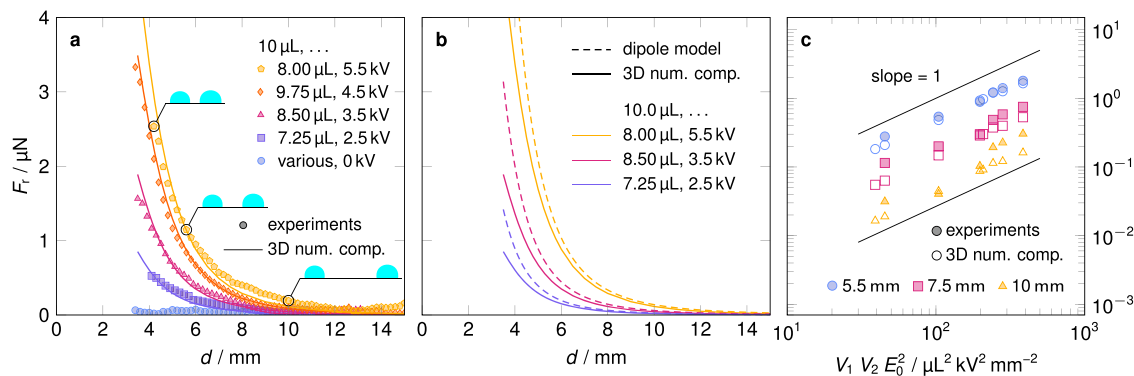 a
10 µL, . . .
8.00 µL, 5.5 kV
9.75 µL, 4.5 kV
8.50 µL, 3.5 kV
7.25 µL, 2.5 kV
various, 0 kV
experiments
3D num. comp.
F_r / µN
4
3
2
1
0
0 2 4 6 8 10 12 14
d / mm
b
dipole model
3D num. comp.
10.0 µL, . . .
8.00 µL, 5.5 kV
8.50 µL, 3.5 kV
7.25 µL, 2.5 kV
0 2 4 6 8 10 12 14
d / mm
c
slope = 1
experiments
3D num. comp.
5.5 mm 7.5 mm 10 mm
10^1
10^0
10^−1
10^−2
10^−3
10 10^2 10^3
V_1 V_2 E_0^2 / µL^2 kV^2 mm^−2